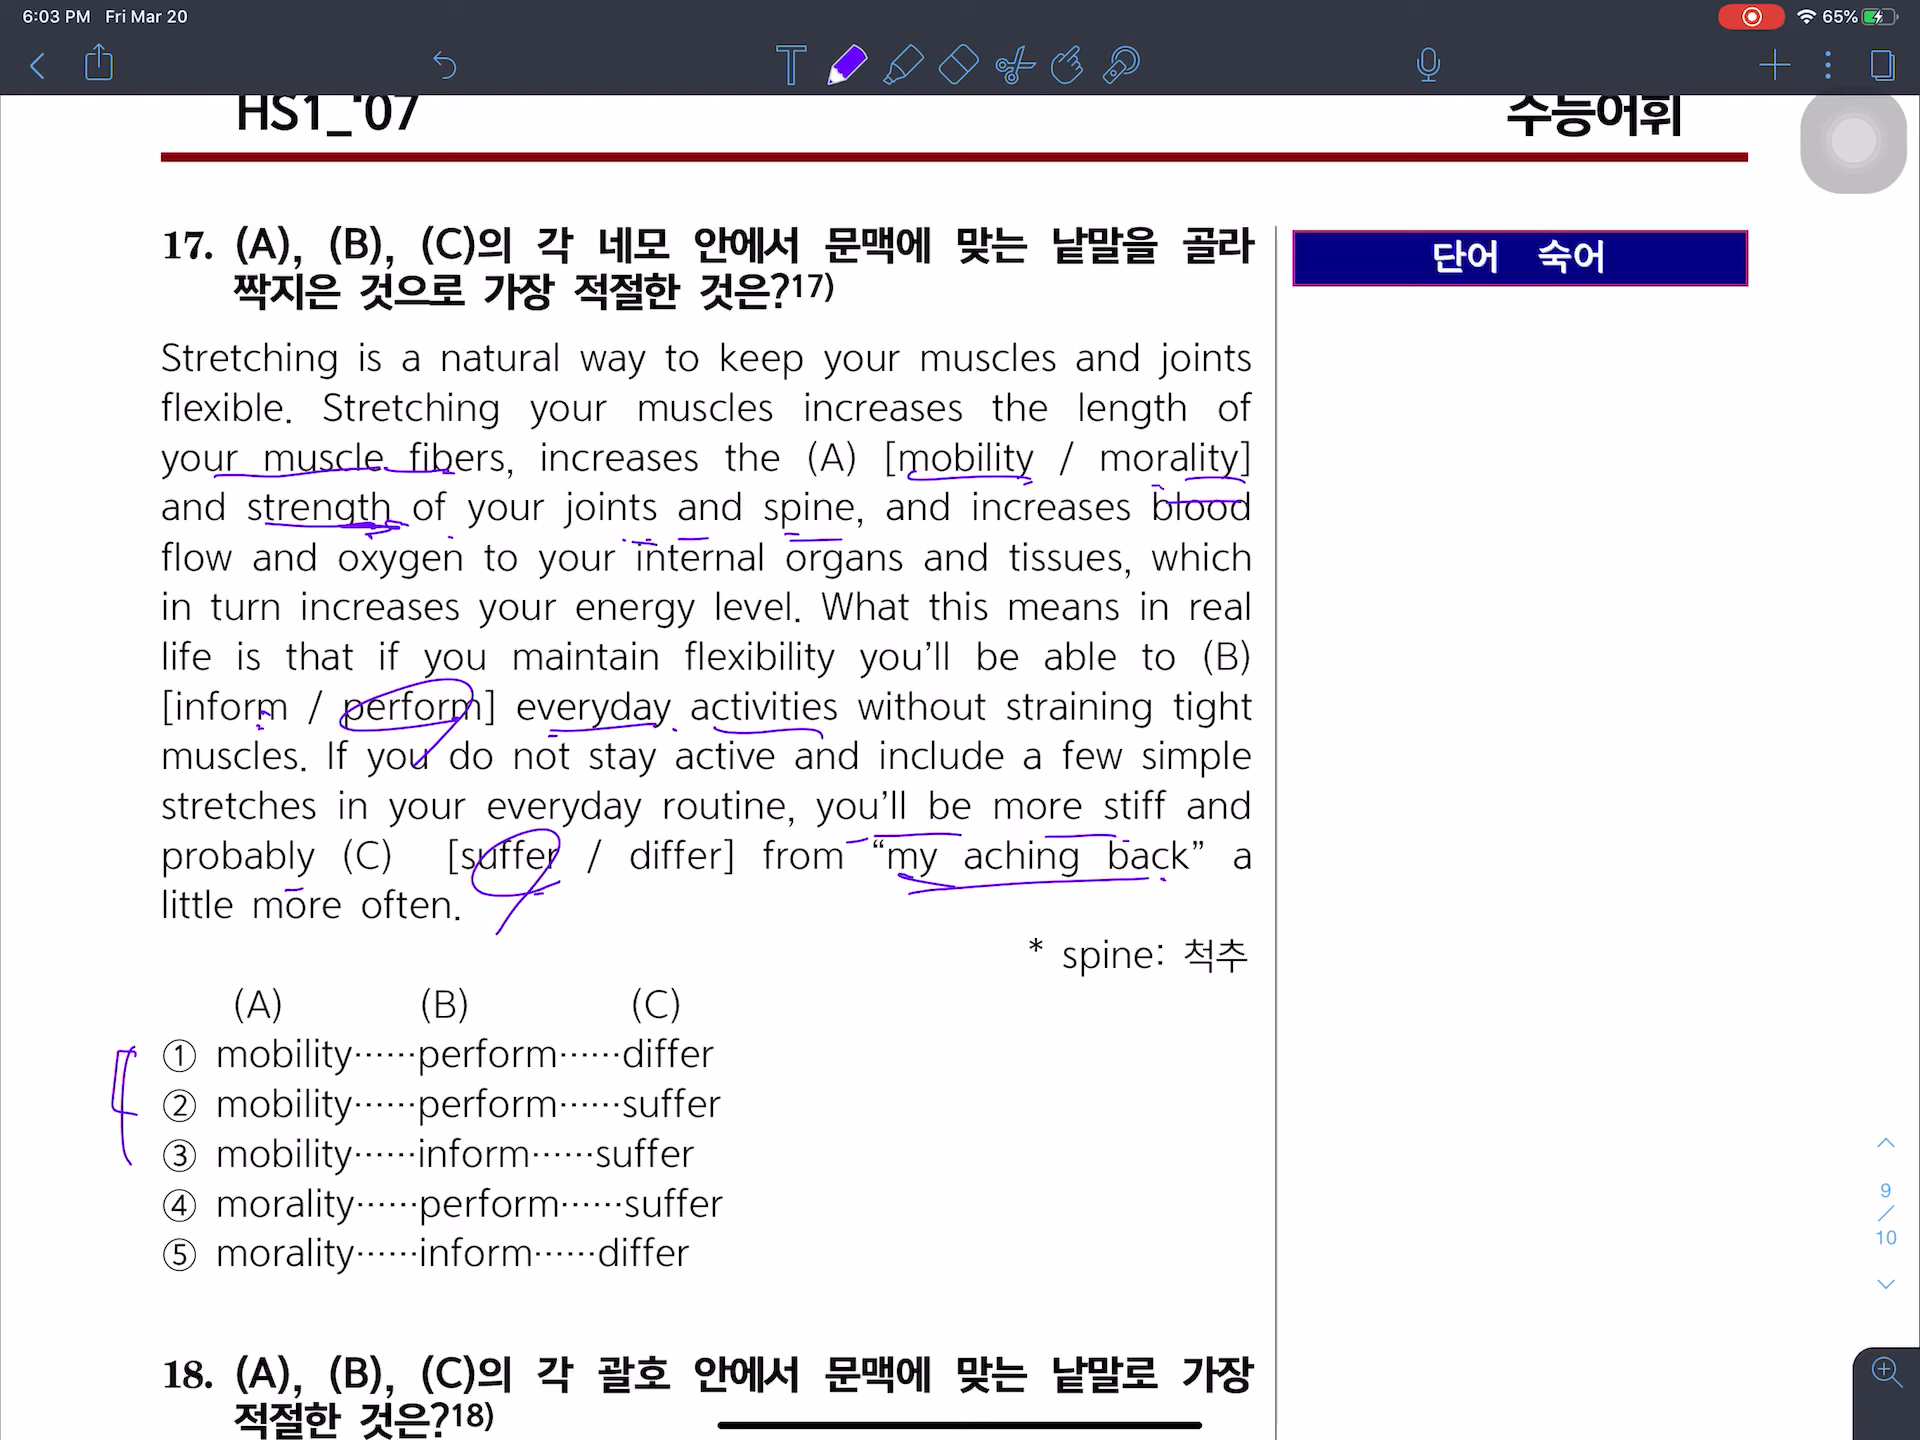 6:03 PM Fri Mar 20
65%
HS1_'07
수능어휘
17. (A), (B), (C)의 각 네모 안에서 문맥에 맞는 낱말을 골라
짝지은 것으로 가장 적절한 것은?17)
단어 숙어
Stretching is a natural way to keep your muscles and joints
flexible. Stretching your muscles increases the length of
your muscle fibers, increases the (A) [mobility / morality]
and strength of your joints and spine, and increases blood
flow and oxygen to your internal organs and tissues, which
in turn increases your energy level. What this means in real
life is that if you maintain flexibility you'll be able to (B)
[inform / perform] everyday activities without straining tight
muscles. If you do not stay active and include a few simple
stretches in your everyday routine, you'll be more stiff and
probably (C) [suffer / differ] from “my aching back” a
little more often.
* spine: 척추
(A) (B) (C)
① mobility······perform······differ
② mobility······perform······suffer
③ mobility······inform······suffer
④ morality······perform······suffer
⑤ morality······inform······differ
9
/
10
18. (A), (B), (C)의 각 괄호 안에서 문맥에 맞는 낱말로 가장
적절한 것은?18)